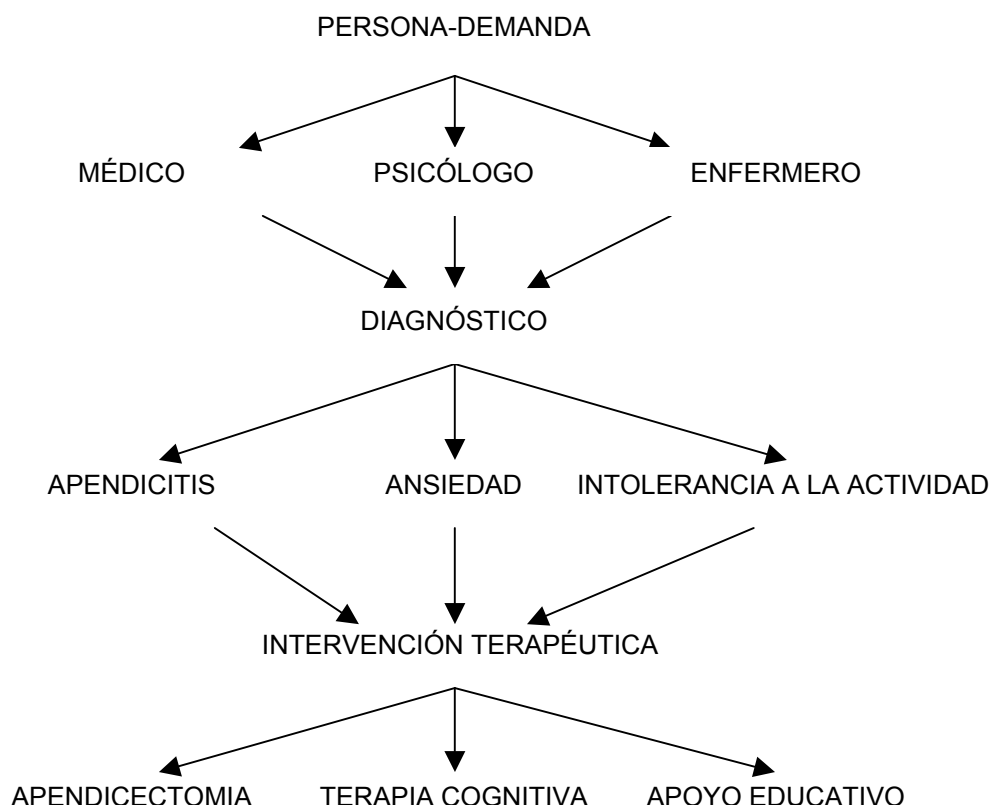 PERSONA-DEMANDA
MÉDICO PSICÓLOGO ENFERMERO
DIAGNÓSTICO
APENDICITIS ANSIEDAD INTOLERANCIA A LA ACTIVIDAD
INTERVENCIÓN TERAPÉUTICA
APENDICECTOMIA TERAPIA COGNITIVA APOYO EDUCATIVO